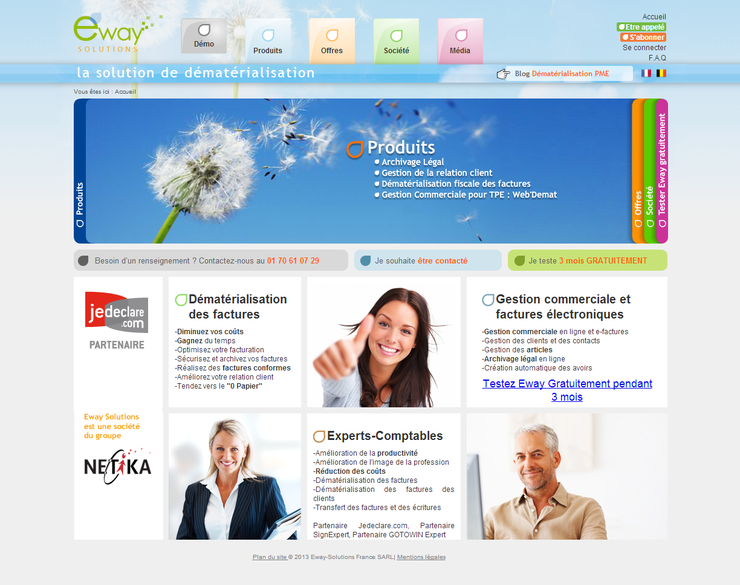 eway
SOLUTIONS
Démo
Produits
Offres
Société
Média
Accueil
Etre appelé
S'abonner
Se connecter
F.A.Q
la solution de dématérialisation
Blog Dématérialisation PME
Vous êtes ici : Accueil
Produits
Produits
Archivage Légal
Gestion de la relation client
Dématérialisation fiscale des factures
Gestion Commerciale pour TPE : Web'Demat
Offres
Société
Tester Eway gratuitement
Besoin d'un renseignement ? Contactez-nous au 01 70 61 07 29
Je souhaite être contacté
Je teste 3 mois GRATUITEMENT
jedeclare
.com
PARTENAIRE
Dématérialisation
des factures
-Diminuez vos coûts
-Gagnez du temps
-Optimisez votre facturation
-Sécurisez et archivez vos factures
-Réalisez des factures conformes
-Améliorez votre relation client
-Tendez vers le "0 Papier"
Gestion commerciale et
factures électroniques
-Gestion commerciale en ligne et e-factures
-Gestion des clients et des contacts
-Gestion des articles
-Archivage légal en ligne
-Création automatique des avoirs
Testez Eway Gratuitement pendant
3 mois
Eway Solutions
est une société
du groupe
NETIKA
Experts-Comptables
-Amélioration de la productivité
-Amélioration de l'image de la profession
-Réduction des coûts
-Dématérialisation des factures
-Dématérialisation des factures des
clients
-Transfert des factures et des écritures
Partenaire Jedeclare.com, Partenaire
SignExpert, Partenaire GOTOWIN Expert
Plan du site © 2013 Eway-Solutions France SARL| Mentions légales